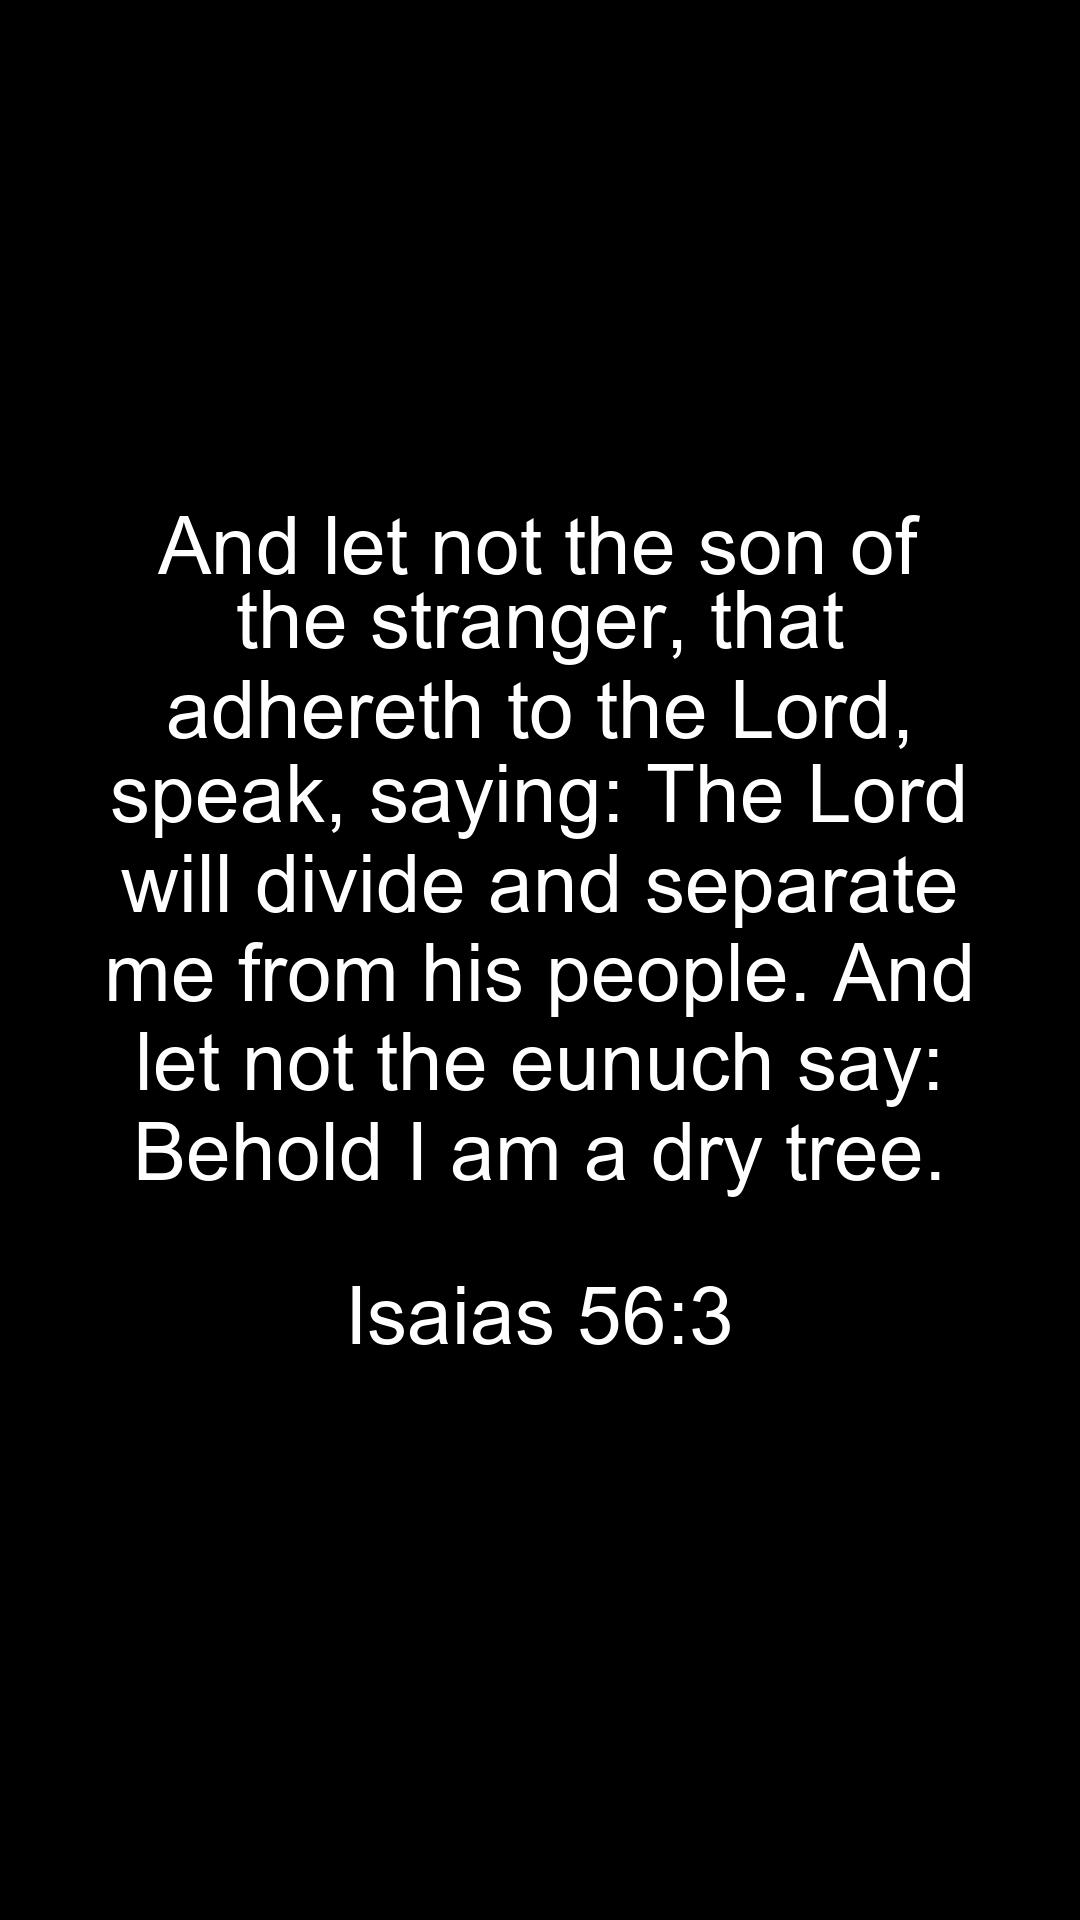 And let not the son of
the stranger, that
adhereth to the Lord,
speak, saying: The Lord
will divide and separate
me from his people. And
let not the eunuch say:
Behold I am a dry tree.
Isaias 56:3